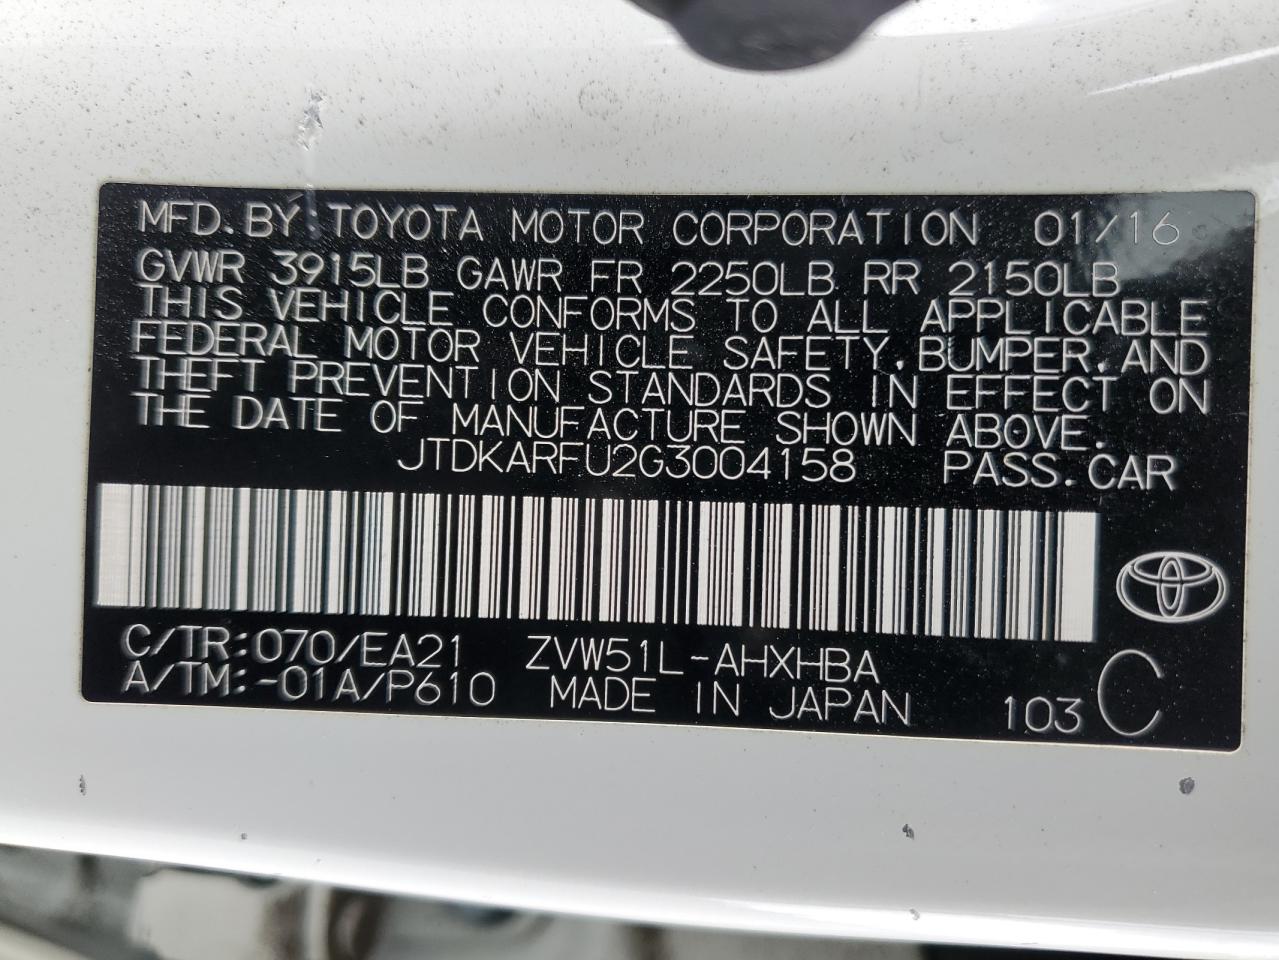 MFD. BY: TOYOTA MOTOR CORPORATION 01/16
GVWR 3915LB GAWR FR 2250LB RR 2150LB
THIS VEHICLE CONFORMS TO ALL APPLICABLE
FEDERAL MOTOR VEHICLE SAFETY, BUMPER, AND
THEFT PREVENTION STANDARDS IN EFFECT ON
THE DATE OF MANUFACTURE SHOWN ABOVE.
JTDKARFU2G3004158 PASS. CAR
C/TR:070/EA21 ZVW51L-AHXHBA
A/TM:-01A/P610 MADE IN JAPAN 103 C